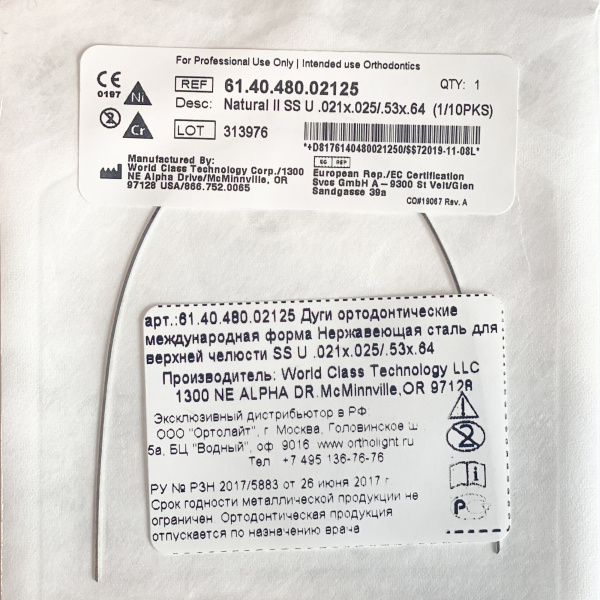 For Professional Use Only | Intended use Orthodontics
CE 0197
Ni
Cr
REF 61.40.480.02125 QTY: 1
Desc: Natural II SS U .021x.025/.53x.64 (1/10PKS)
LOT 313976
*+D8176140480021250/$$72019-11-08L*
Manufactured By:
World Class Technology Corp./1300
NE Alpha Drive/McMinnville, OR
97128 USA/866.752.0065
EC REP
European Rep./EC Certification
Svcs GmbH A – 9300 St Veit/Glen
Sandgasse 39a
CO#19087 Rev. A
арт.:61.40.480.02125 Дуги ортодонтические
международная форма Нержавеющая сталь для
верхней челюсти SS U .021x.025/.53x.64
Производитель: World Class Technology LLC
1300 NE ALPHA DR.McMinnville,OR 97128
Эксклюзивный дистрибьютор в РФ
ООО "Ортолайт", г Москва, Головинское ш
5а, БЦ "Водный", оф 9016 www.ortholight.ru
Тел +7 495 136-76-76
РУ № РЗН 2017/5883 от 26 июня 2017 г.
Срок годности металлической продукции не
ограничен. Ортодонтическая продукция
отпускается по назначению врача
2
2